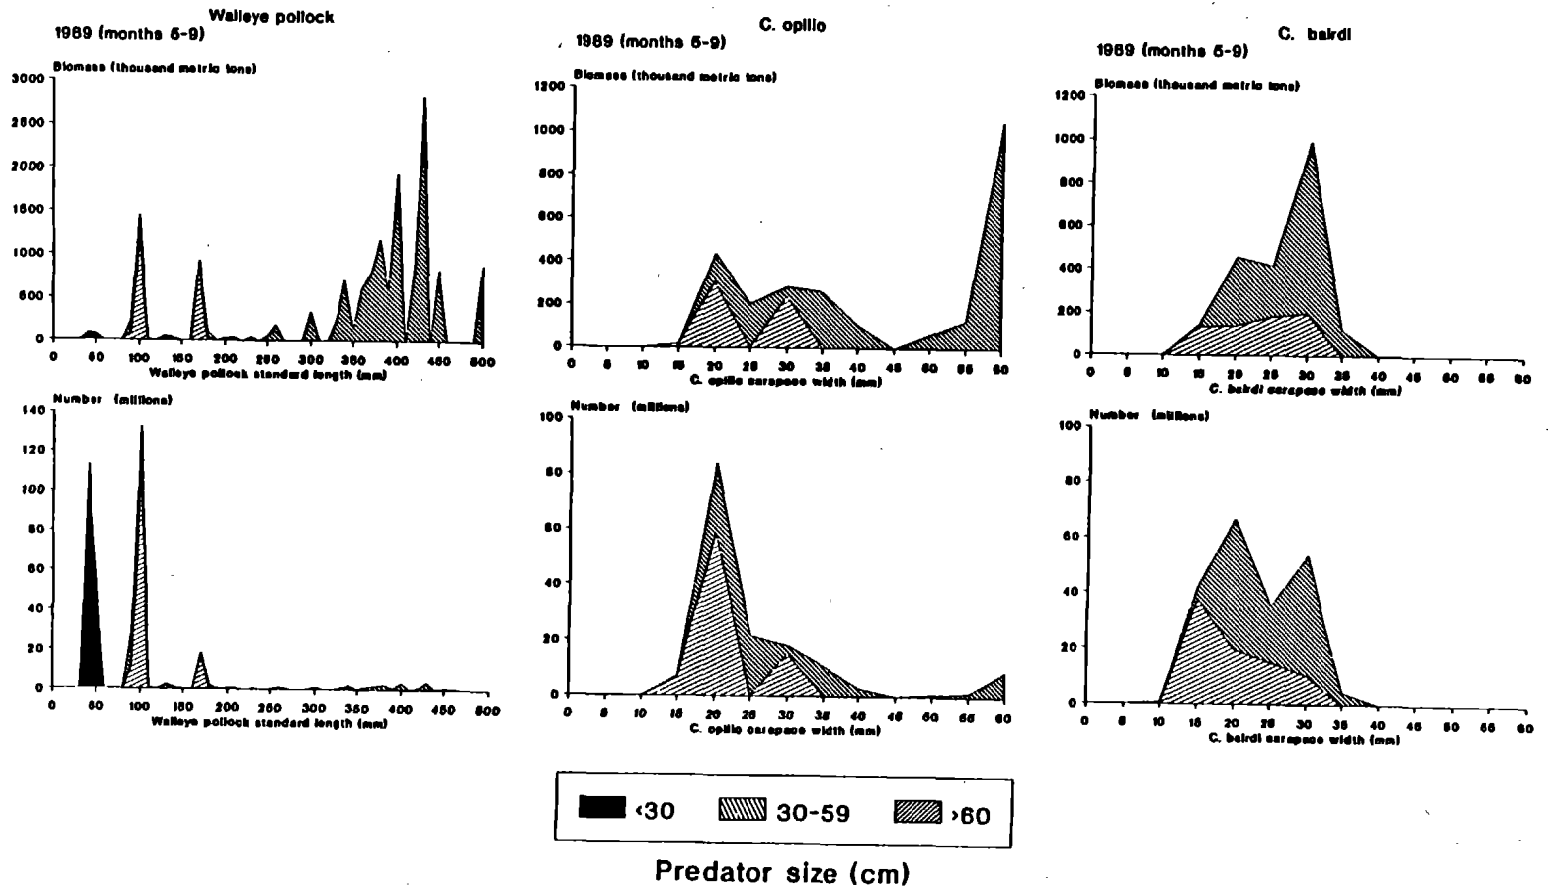 Walleye pollock
1989 (months 5-9)
Biomass (thousand metric tons)
3000
2500
2000
1500
1000
500
0
0 50 100 150 200 250 300 350 400 450 500
Walleye pollock standard length (mm)
C. opilio
1989 (months 5-9)
Biomass (thousand metric tons)
1200
1000
800
600
400
200
0
0 5 10 15 20 25 30 35 40 45 50 55 60
C. opilio carapace width (mm)
C. bairdi
1989 (months 5-9)
Biomass (thousand metric tons)
1200
1000
800
600
400
200
0
0 5 10 15 20 25 30 35 40 45 50 55 60
C. bairdi carapace width (mm)
Number (millions)
140
120
100
80
60
40
20
0
0 50 100 150 200 250 300 350 400 450 500
Walleye pollock standard length (mm)
Number (millions)
100
80
60
40
20
0
0 5 10 15 20 25 30 35 40 45 50 55 60
C. opilio carapace width (mm)
Number (millions)
100
80
60
40
20
0
0 5 10 15 20 25 30 35 40 45 50 55 60
C. bairdi carapace width (mm)
<30 30-59 >60
Predator size (cm)